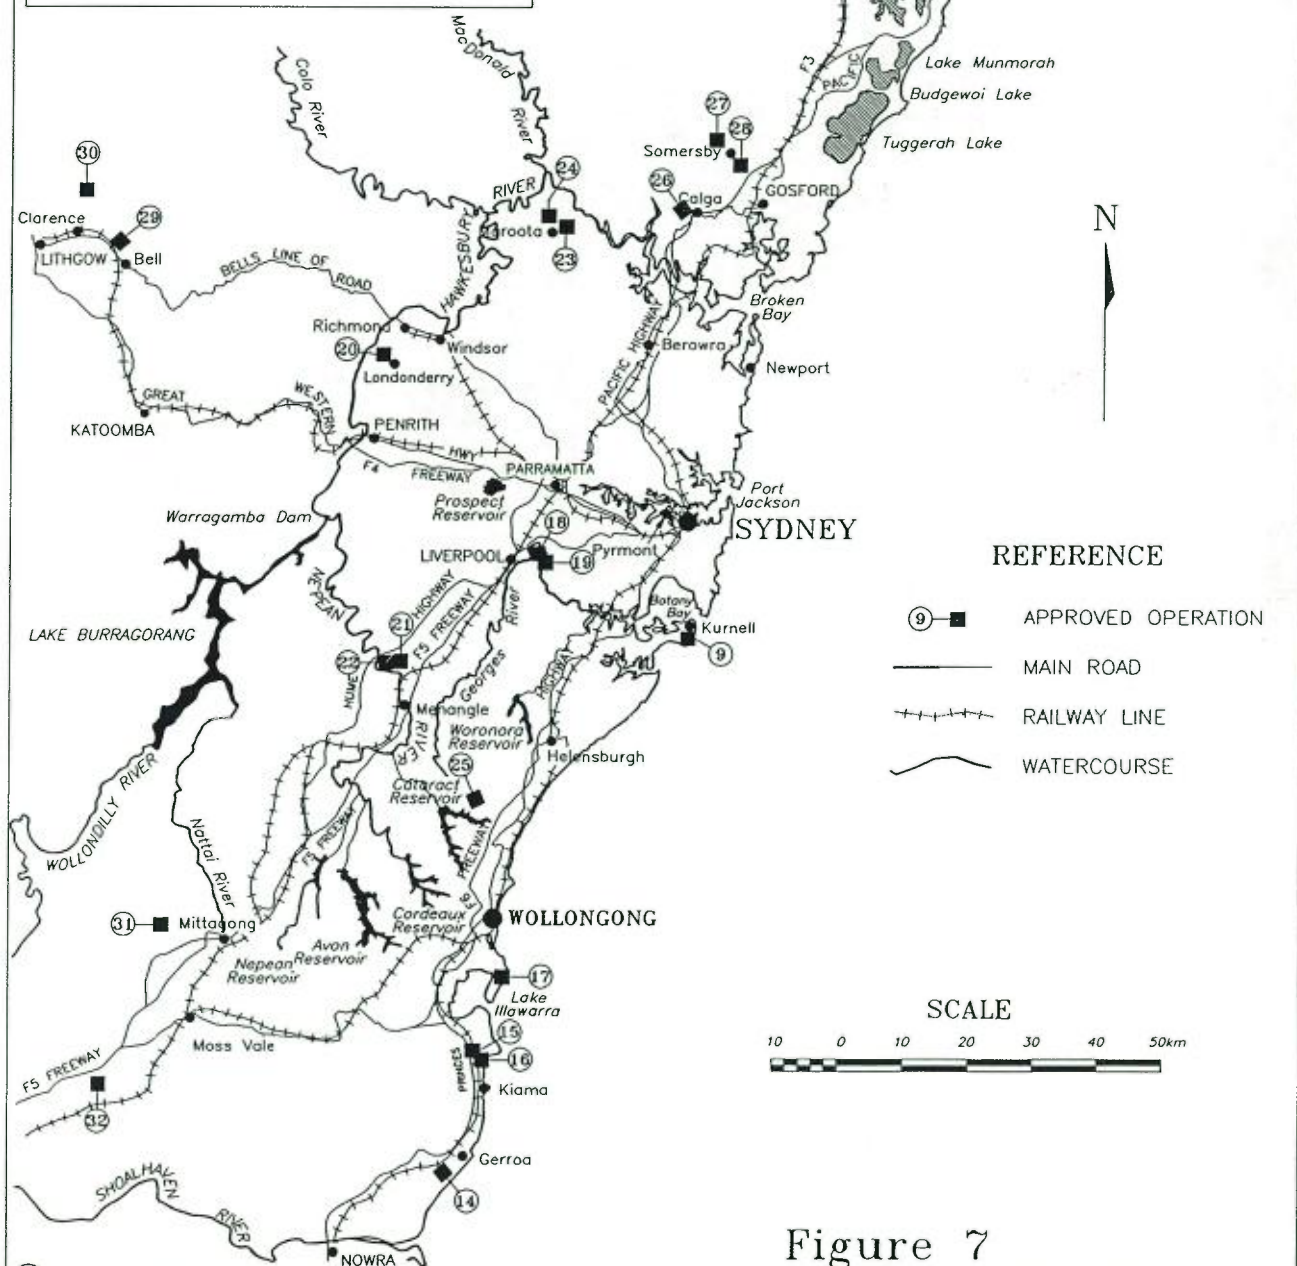 MacDonald
River
Colo River
F3
PACIFIC
Lake Munmorah
Budgewoi Lake
Tuggerah Lake
27
28
Somersby
30
24
RIVER
26
Calga
GOSFORD
N
Clarence
29
LITHGOW
Bell
HAWKESBURY
23
BELLS LINE OF ROAD
Broken
Bay
Richmond
Windsor
20
Londonderry
PACIFIC HIGHWAY
Berowra
Newport
GREAT WESTERN HWY
KATOOMBA
PENRITH
F4 FREEWAY
PARRAMATTA
Prospect
Reservoir
Port
Jackson
SYDNEY
Warragamba Dam
18
Pyrmont
LIVERPOOL
19
REFERENCE
NEPEAN
HIGHWAY
F5 FREEWAY
River
Botany
Bay
Kurnell
9
9 APPROVED OPERATION
MAIN ROAD
RAILWAY LINE
WATERCOURSE
LAKE BURRAGORANG
21
22
HUME
Georges
HIGHWAY
Menangle
RIVER
Woronora
Reservoir
Helensburgh
25
Cataract
Reservoir
WOLLONDILLY RIVER
Nattai River
F5 FREEWAY
FREEWAY
F6
31
Mittagong
Cordeaux
Reservoir
WOLLONGONG
Avon
Reservoir
Nepean
Reservoir
17
Lake
Illawarra
SCALE
10 0 10 20 30 40 50km
Moss Vale
15
16
PRINCES
Kiama
F5 FREEWAY
32
Gerroa
14
SHOALHAVEN RIVER
NOWRA
Figure 7